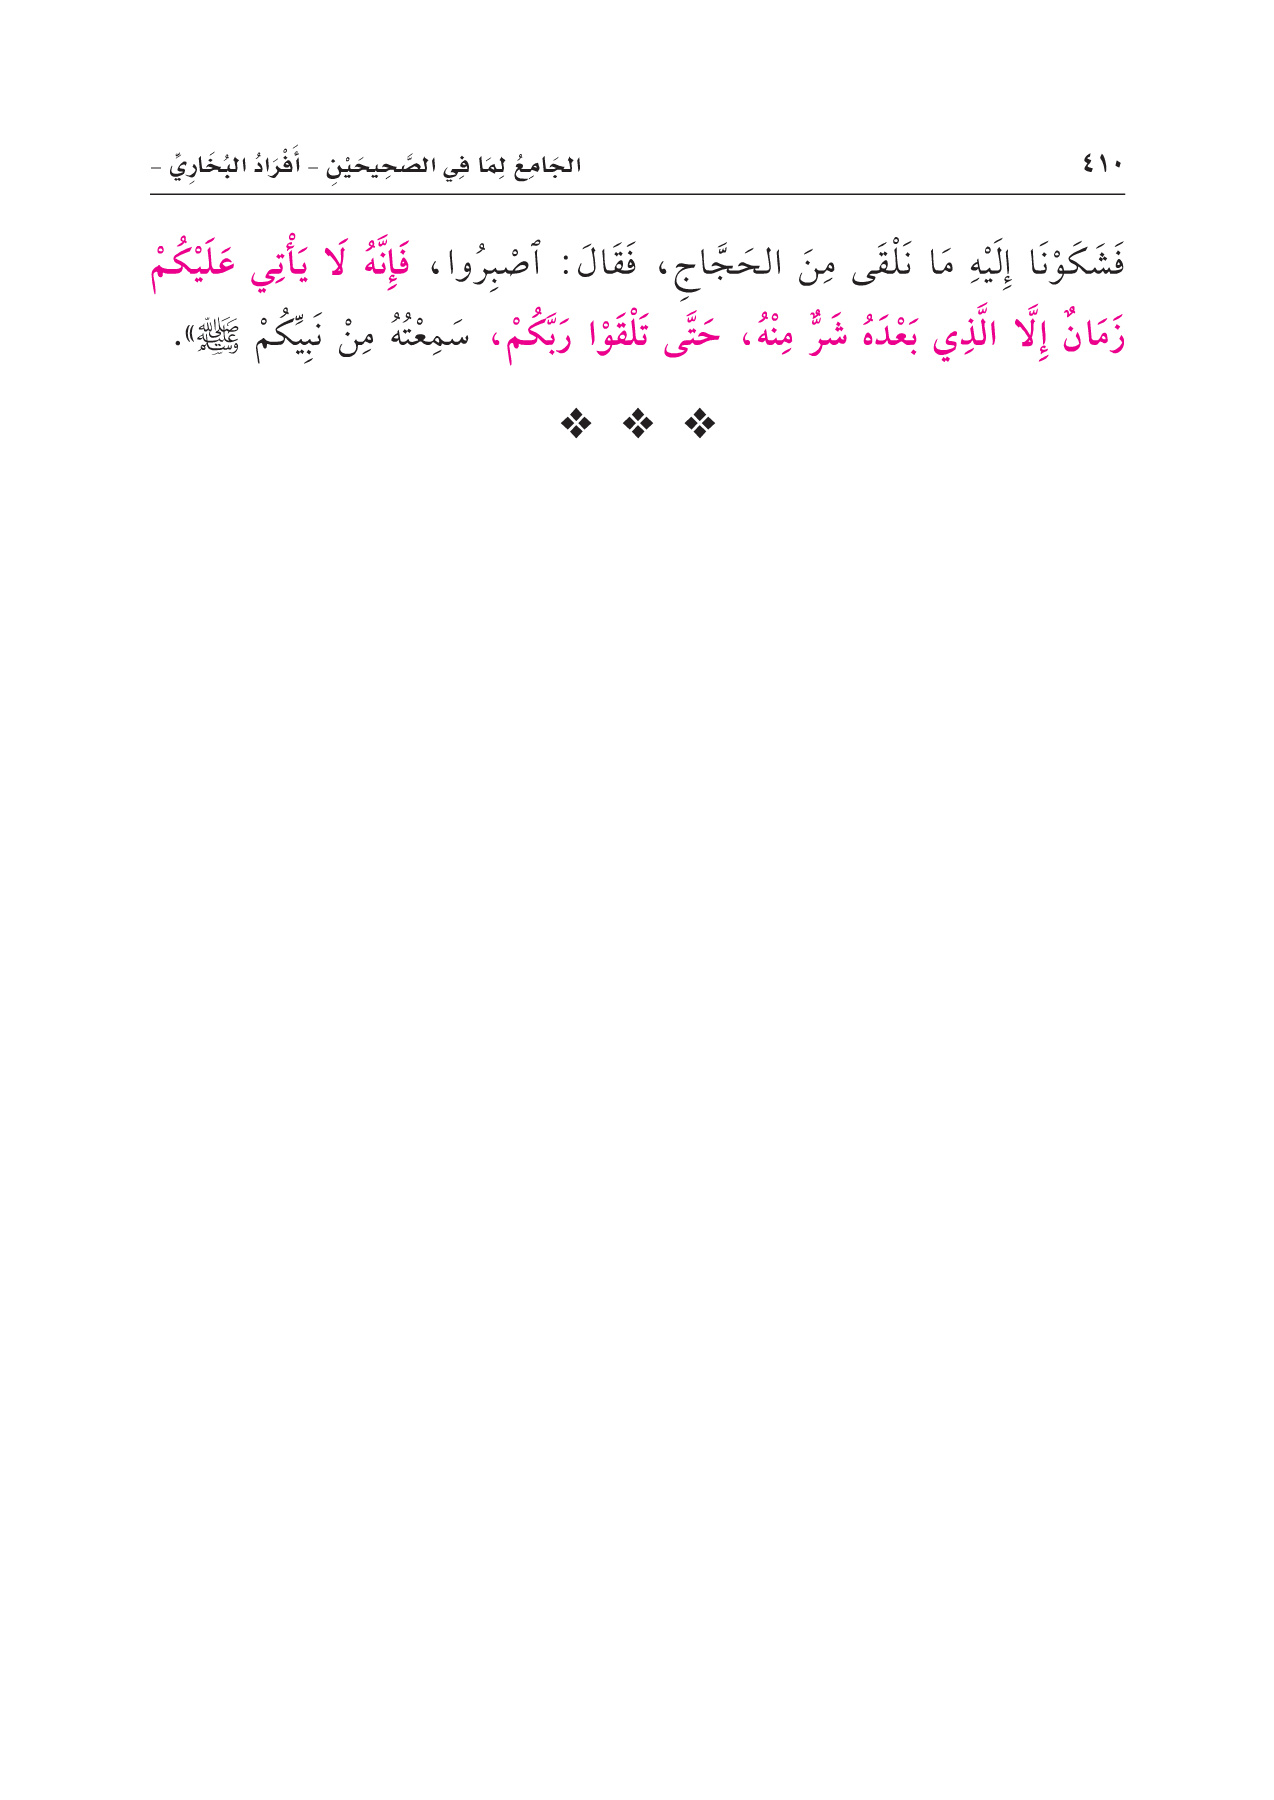 ٤١٠ الجَامِعُ لِمَا فِي الصَّحِيحَيْنِ – أَفْرَادُ البُخَارِيِّ –
فَشَكَوْنَا إِلَيْهِ مَا نَلْقَى مِنَ الحَجَّاجِ، فَقَالَ: ٱصْبِرُوا، فَإِنَّهُ لَا يَأْتِي عَلَيْكُمْ
زَمَانٌ إِلَّا الَّذِي بَعْدَهُ شَرٌّ مِنْهُ، حَتَّى تَلْقَوْا رَبَّكُمْ، سَمِعْتُهُ مِنْ نَبِيِّكُمْ ﷺ».